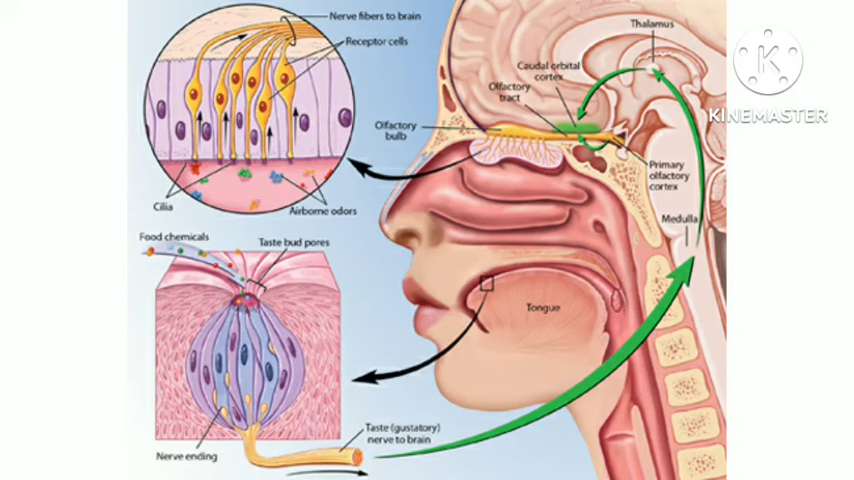 Nerve fibers to brain
Receptor cells
Thalamus
Caudal orbital
cortex
Olfactory
tract
Olfactory
bulb
Primary
olfactory
cortex
Cilia
Airborne odors
Medulla
Food chemicals
Taste bud pores
Tongue
Taste (gustatory)
nerve to brain
Nerve ending
K
KINEMASTER